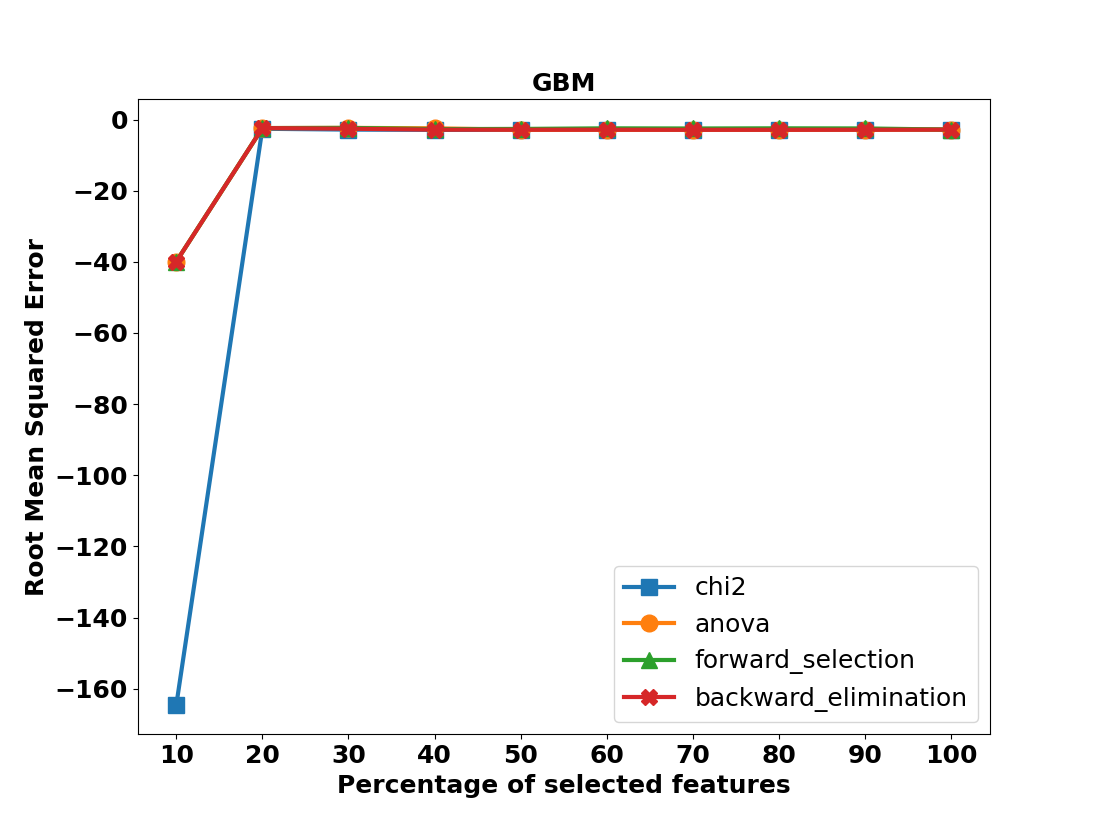 GBM
Root Mean Squared Error
0
−20
−40
−60
−80
−100
−120
−140
−160
chi2
anova
forward_selection
backward_elimination
10 20 30 40 50 60 70 80 90 100
Percentage of selected features